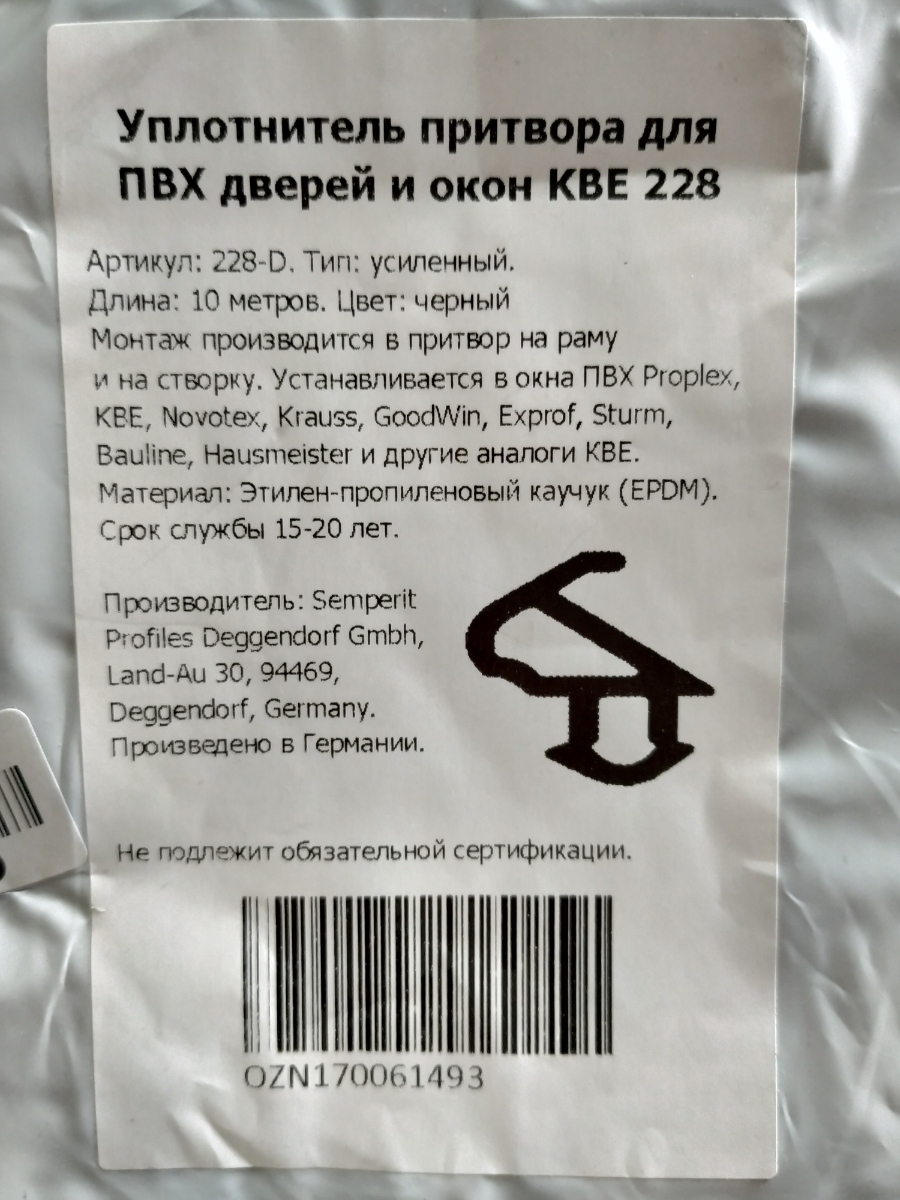 Уплотнитель притвора для
ПВХ дверей и окон KBE 228
Артикул: 228-D. Тип: усиленный.
Длина: 10 метров. Цвет: черный
Монтаж производится в притвор на раму
и на створку. Устанавливается в окна ПВХ Proplex,
KBE, Novotex, Krauss, GoodWin, Exprof, Sturm,
Bauline, Hausmeister и другие аналоги KBE.
Материал: Этилен-пропиленовый каучук (EPDM).
Срок службы 15-20 лет.
Производитель: Semperit
Profiles Deggendorf Gmbh,
Land-Au 30, 94469,
Deggendorf, Germany.
Произведено в Германии.
Не подлежит обязательной сертификации.
OZN170061493